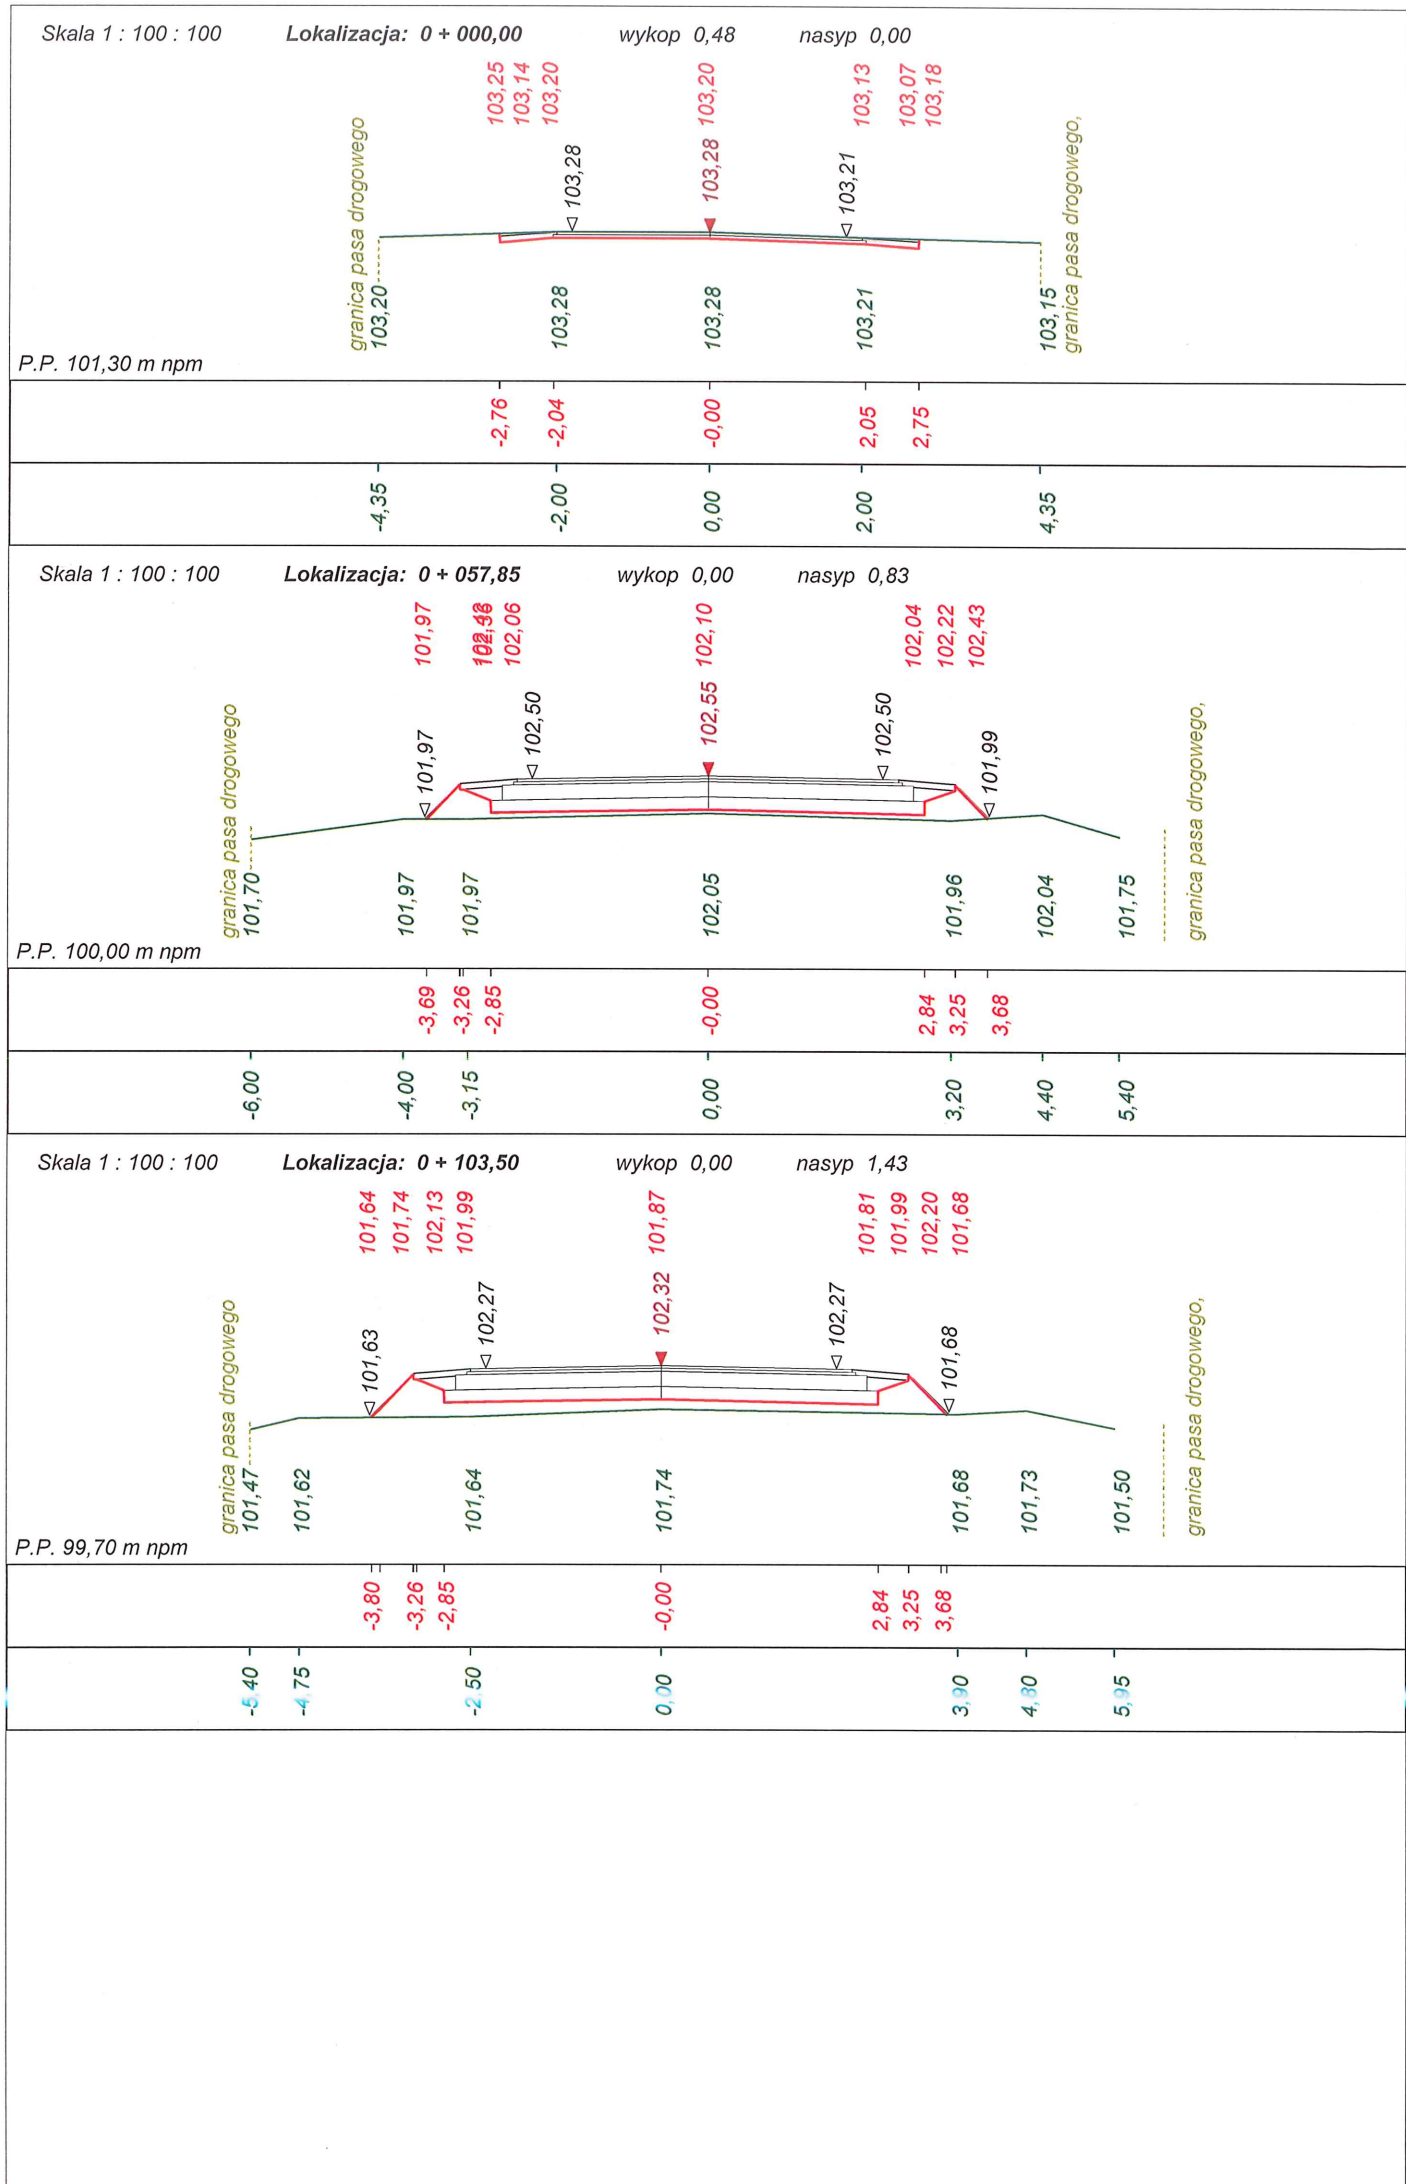 Skala 1 : 100 : 100 Lokalizacja: 0 + 000,00 wykop 0,48 nasyp 0,00
103,25 103,14 103,20 103,20 103,13 103,07 103,18
103,28 103,28 103,21
granica pasa drogowego granica pasa drogowego,
103,20 103,28 103,28 103,21 103,15
P.P. 101,30 m npm
-2,76 -2,04 -0,00 2,05 2,75
-4,35 -2,00 0,00 2,00 4,35
Skala 1 : 100 : 100 Lokalizacja: 0 + 057,85 wykop 0,00 nasyp 0,83
101,97 102,06 102,10 102,04 102,22 102,43
101,97 102,50 102,55 102,50 101,99
granica pasa drogowego granica pasa drogowego,
101,70 101,97 101,97 102,05 101,96 102,04 101,75
P.P. 100,00 m npm
-3,69 -3,26 -2,85 -0,00 2,84 3,25 3,68
-6,00 -4,00 -3,15 0,00 3,20 4,40 5,40
Skala 1 : 100 : 100 Lokalizacja: 0 + 103,50 wykop 0,00 nasyp 1,43
101,64 101,74 102,13 101,99 101,87 101,81 101,99 102,20 101,68
101,63 102,27 102,32 102,27 101,68
granica pasa drogowego granica pasa drogowego,
101,47 101,62 101,64 101,74 101,68 101,73 101,50
P.P. 99,70 m npm
-3,80 -3,26 -2,85 -0,00 2,84 3,25 3,68
-5,40 -4,75 -2,50 0,00 3,90 4,80 5,95